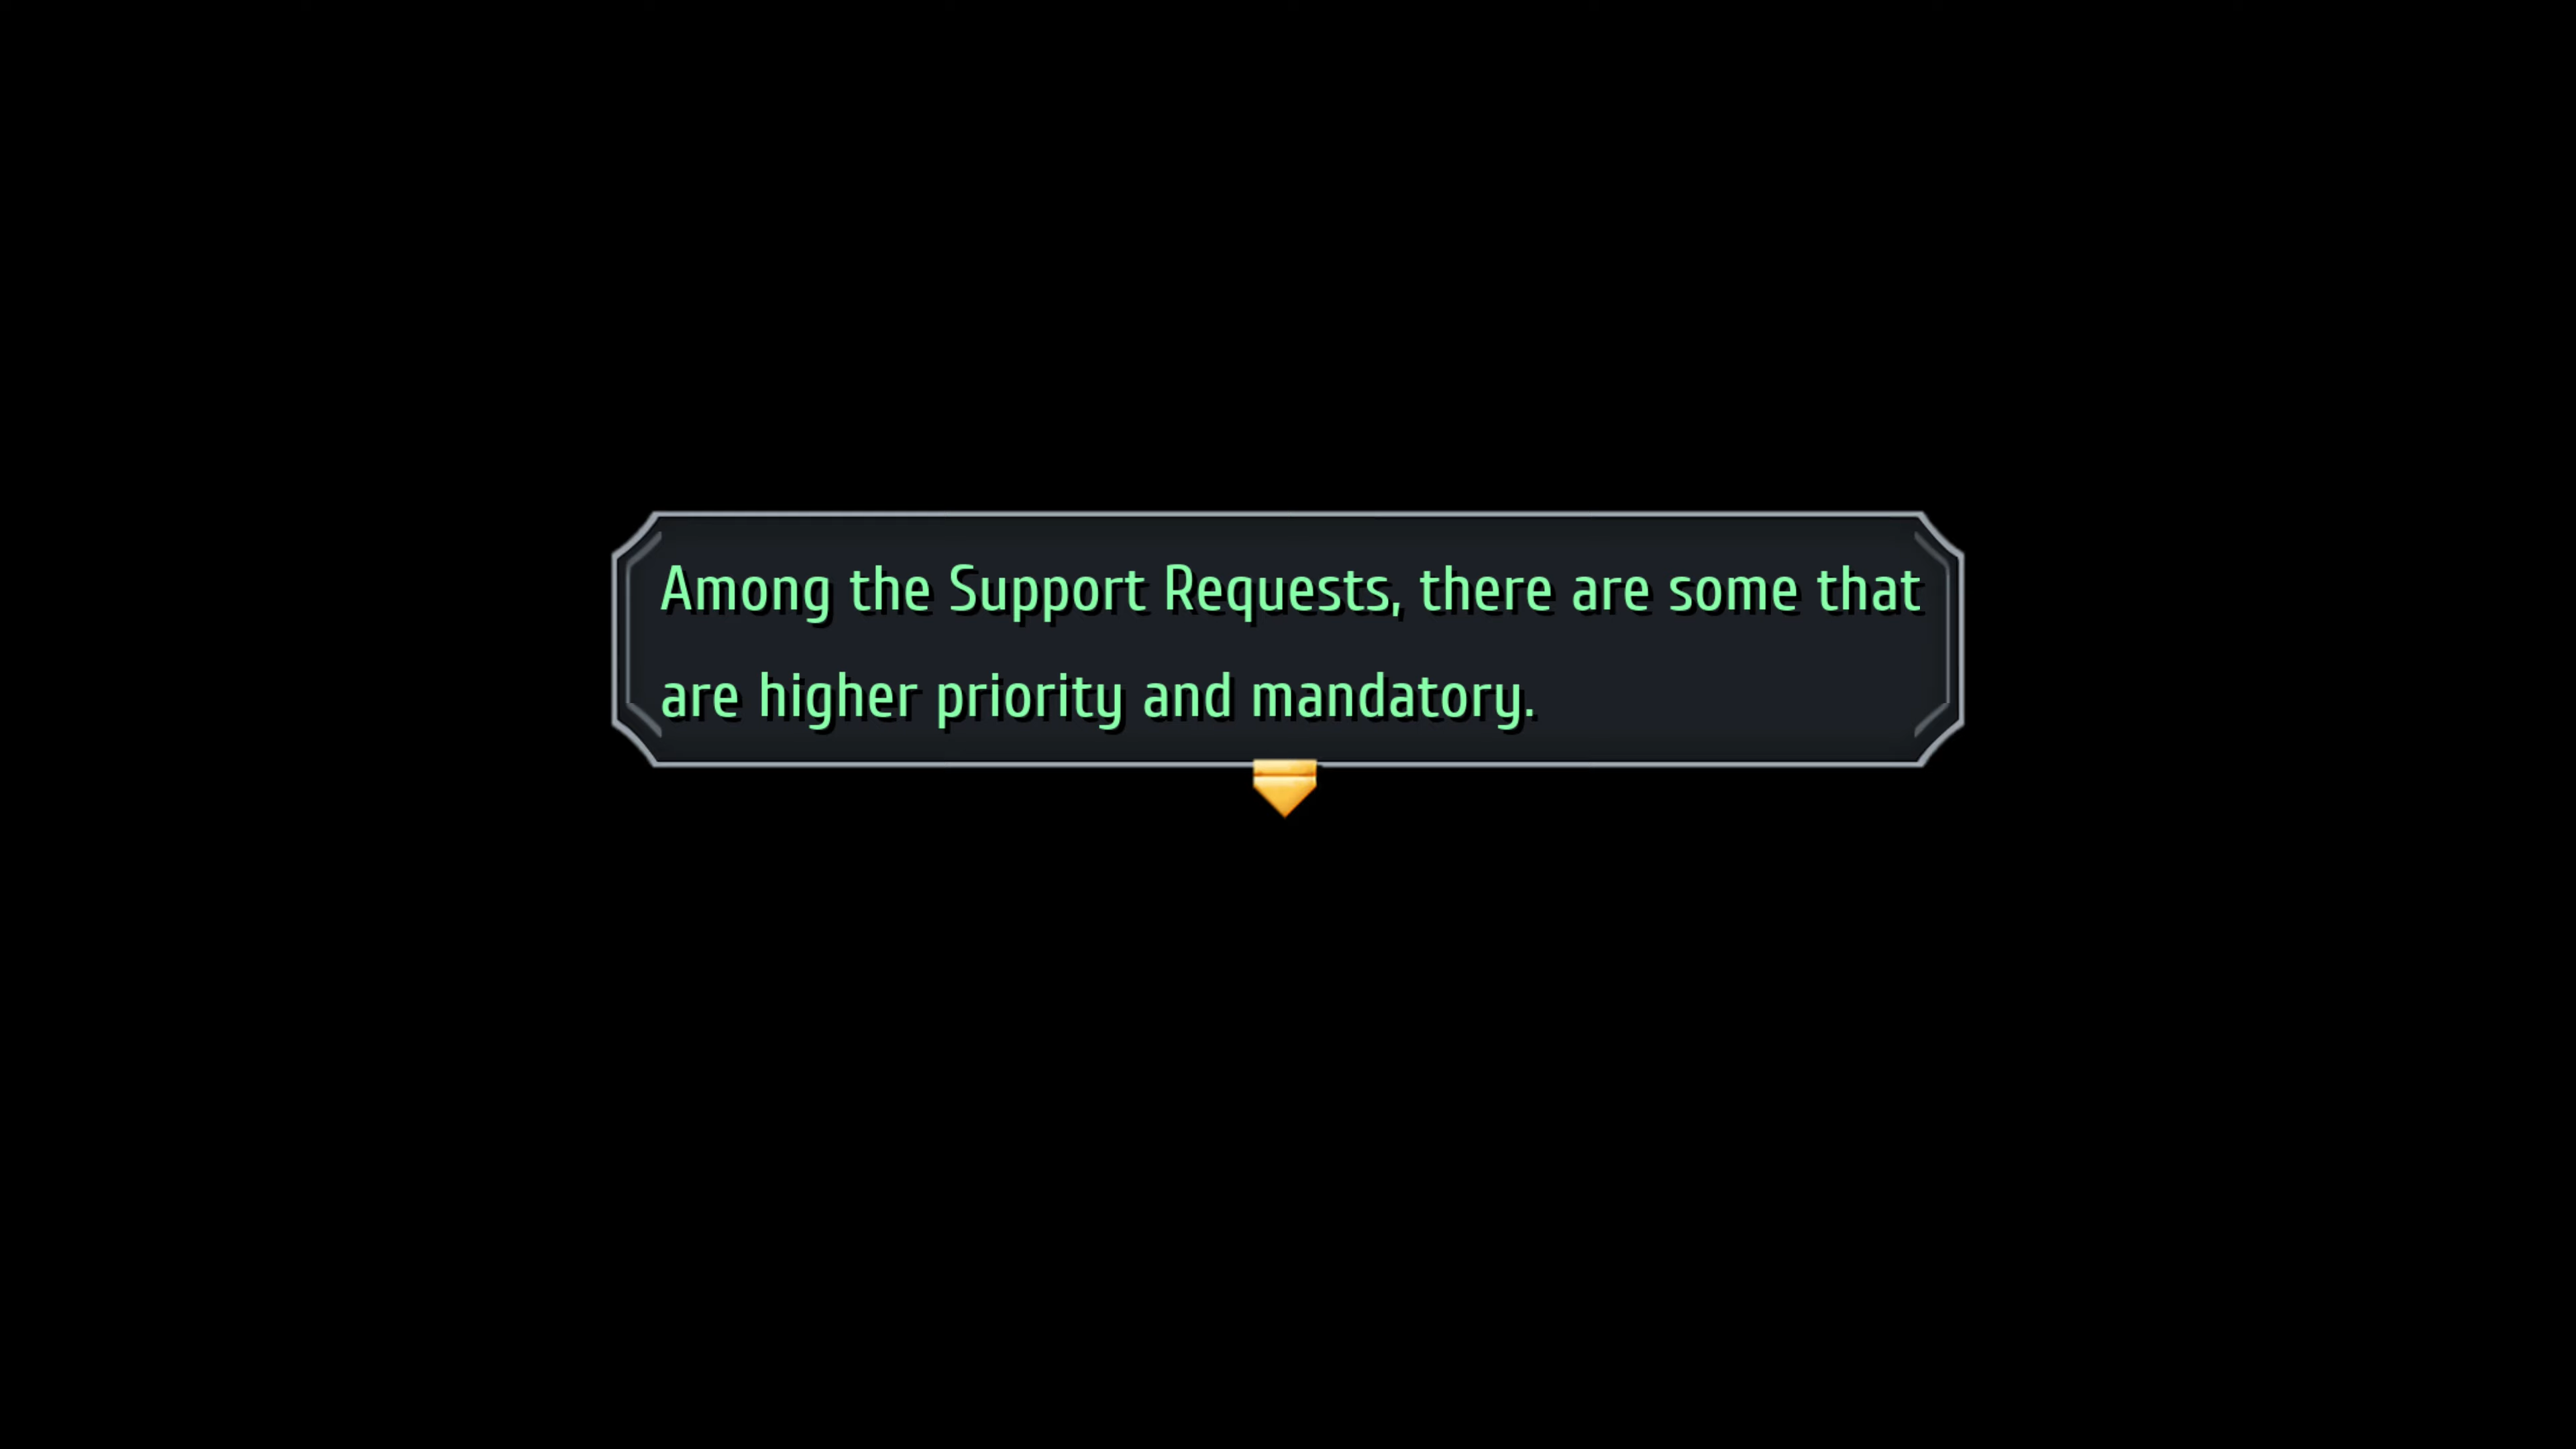 Among the Support Requests, there are some that
are higher priority and mandatory.